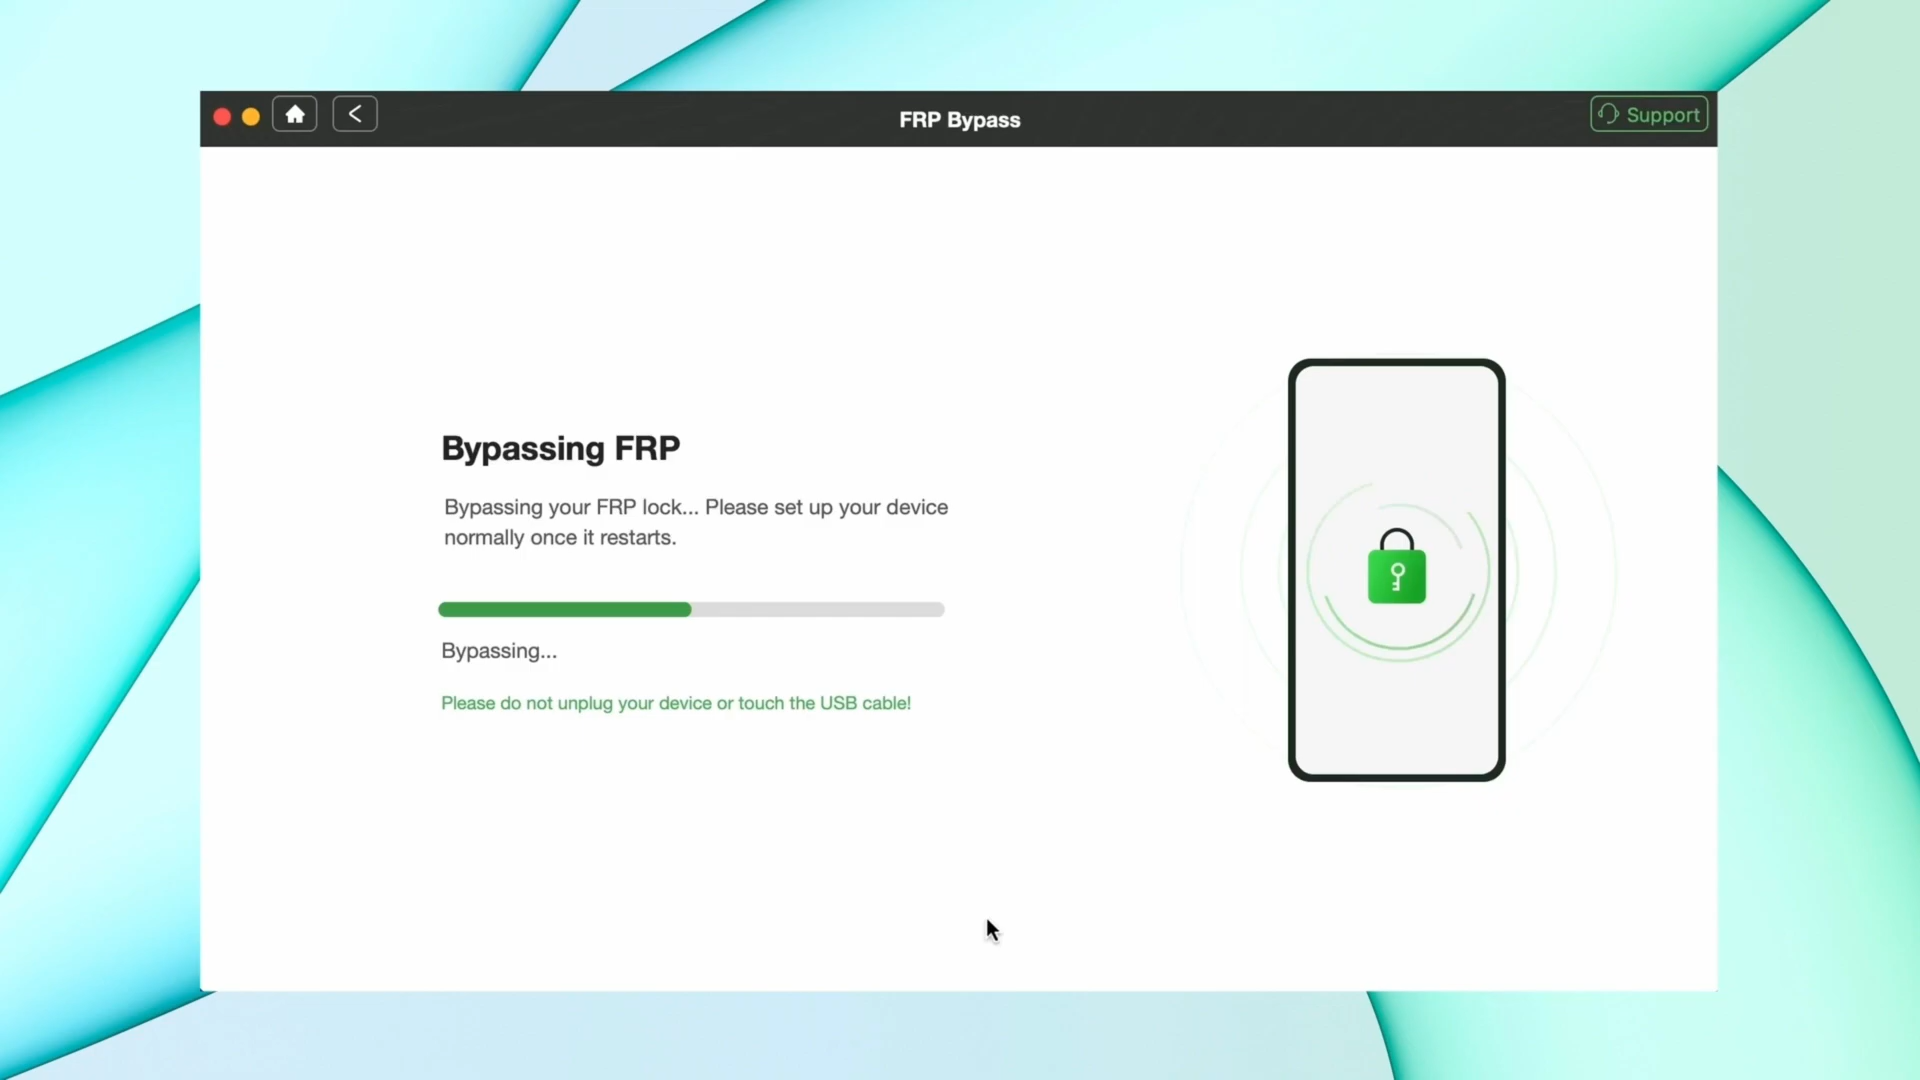 FRP Bypass
Support
Bypassing FRP
Bypassing your FRP lock... Please set up your device
normally once it restarts.
Bypassing...
Please do not unplug your device or touch the USB cable!